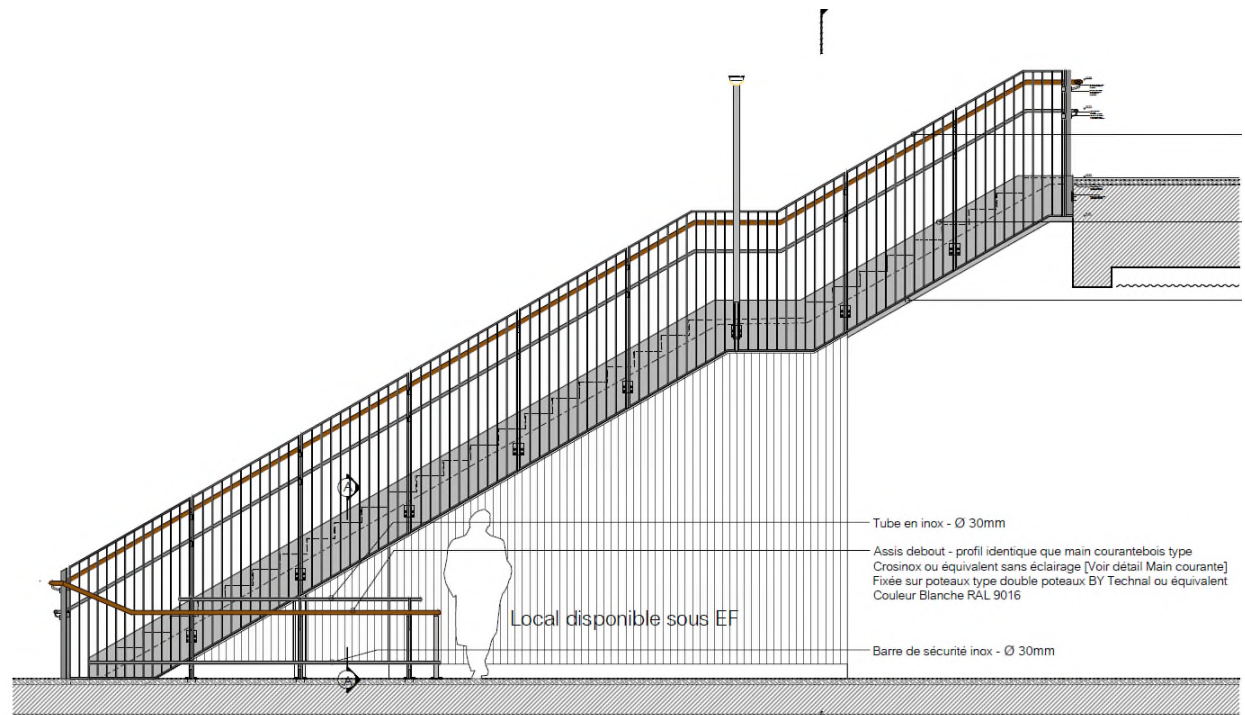 A
Tube en inox - Ø 30mm
Assis debout - profil identique que main courantebois type
Crosinox ou équivalent sans éclairage [Voir détail Main courante]
Fixée sur poteaux type double poteaux BY Technal ou équivalent
Couleur Blanche RAL 9016
Local disponible sous EF
Barre de sécurité inox - Ø 30mm
A